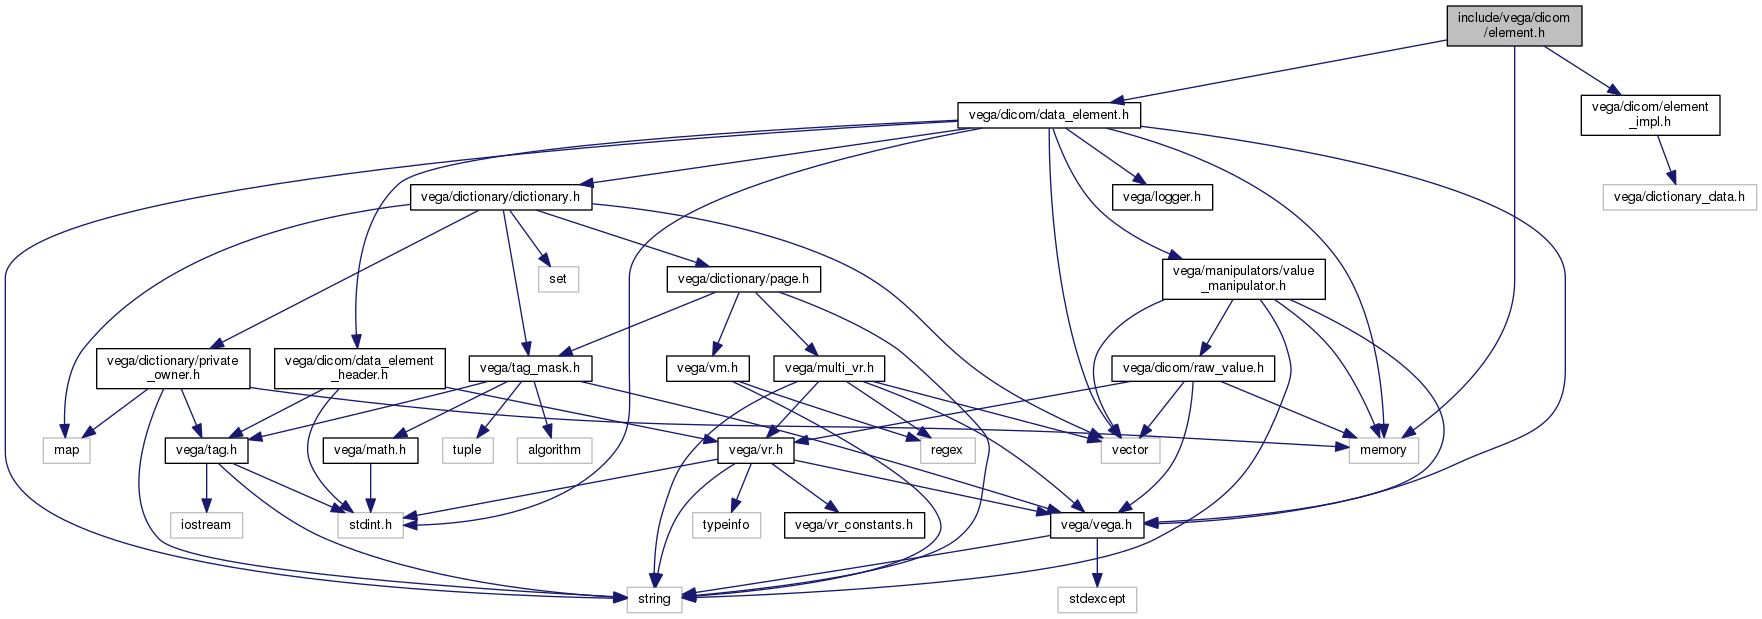 include/vega/dicom
/element.h
vega/dicom/data_element.h
vega/dicom/element
_impl.h
vega/dictionary/dictionary.h
vega/logger.h
vega/dictionary_data.h
set
vega/dictionary/page.h
vega/manipulators/value
_manipulator.h
vega/dictionary/private
_owner.h
vega/dicom/data_element
_header.h
vega/tag_mask.h
vega/vm.h
vega/multi_vr.h
vega/dicom/raw_value.h
map
vega/tag.h
vega/math.h
tuple
algorithm
vega/vr.h
regex
vector
memory
iostream
stdint.h
typeinfo
vega/vr_constants.h
vega/vega.h
string
stdexcept